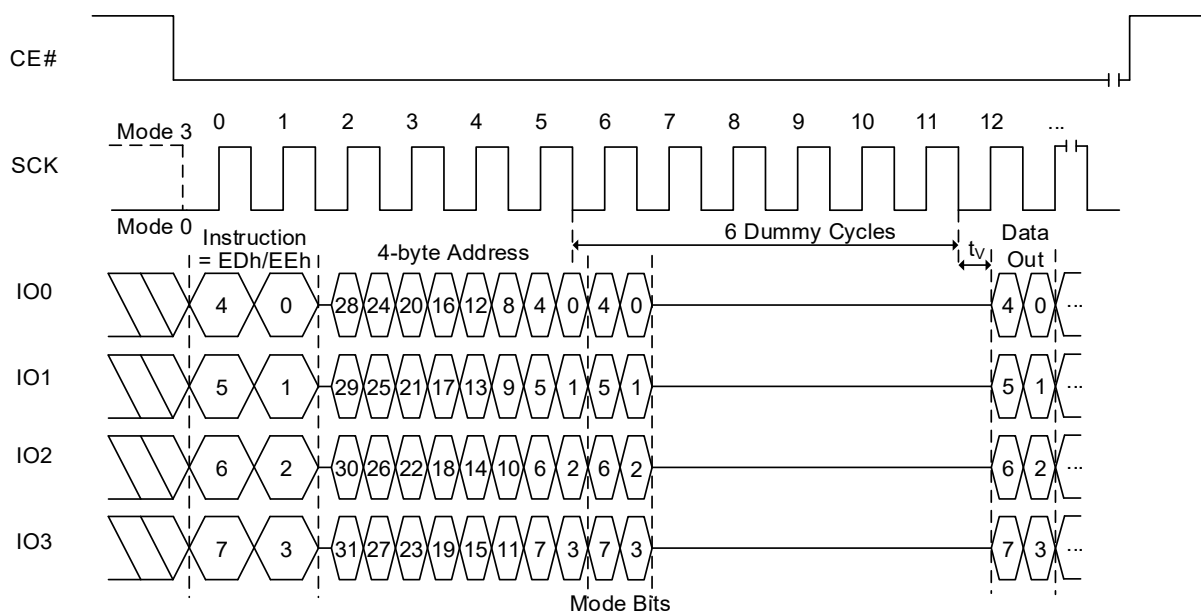 CE#
0 1 2 3 4 5 6 7 8 9 10 11 12 ...
Mode 3
SCK
Mode 0
Instruction
= EDh/EEh
4-byte Address
6 Dummy Cycles
tV
Data
Out
IO0 4 0 28 24 20 16 12 8 4 0 4 0 4 0 ...
IO1 5 1 29 25 21 17 13 9 5 1 5 1 5 1 ...
IO2 6 2 30 26 22 18 14 10 6 2 6 2 6 2 ...
IO3 7 3 31 27 23 19 15 11 7 3 7 3 7 3 ...
Mode Bits